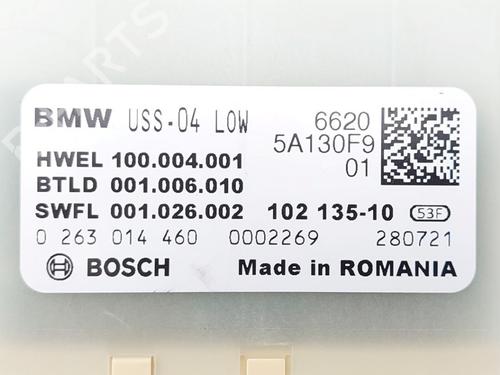 BMW USS-04 LOW 6620
5A130F9
01
HWEL 100.004.001
BTLD 001.006.010
SWFL 001.026.002 102 135-10 53F
0 263 014 460 0002269 280721
BOSCH Made in ROMANIA